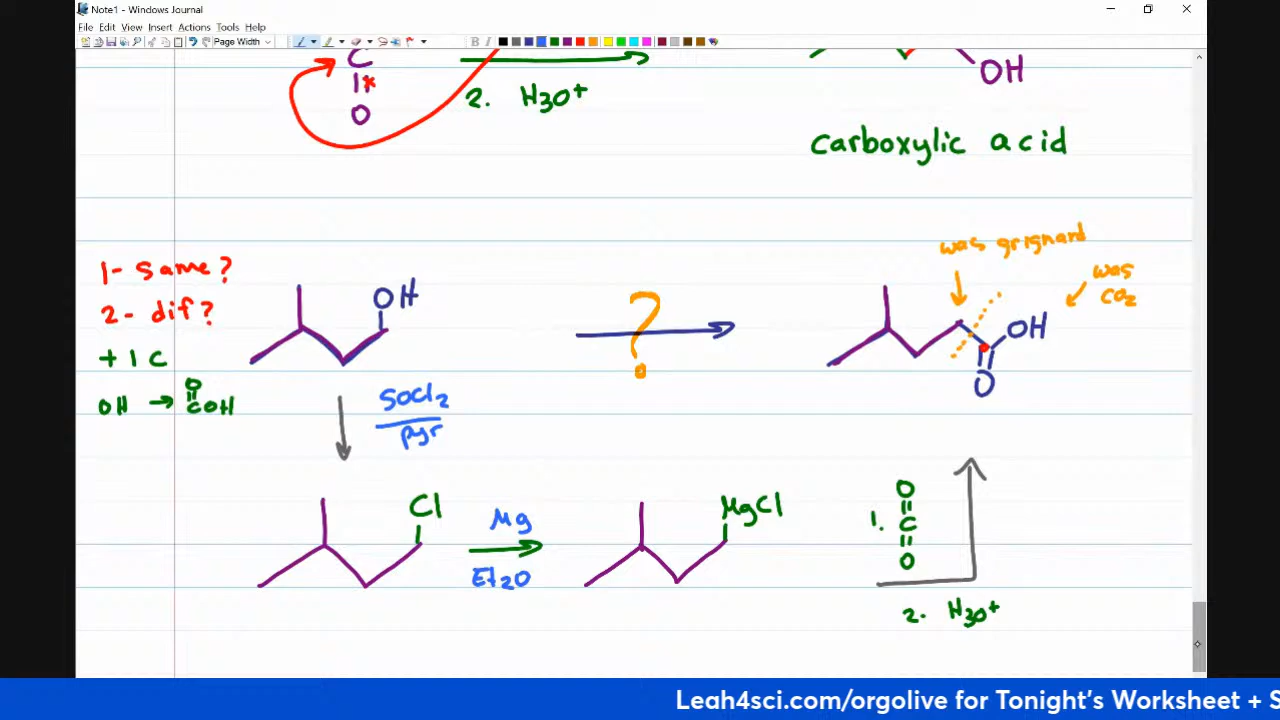 Note1 - Windows Journal
File Edit View Insert Actions Tools Help
Page Width
B I
C
O
2. H3O+
OH
carboxylic acid
1- same?
2- dif?
+ 1 C
OH → O
COH
OH
?
was grignard
was
CO2
OH
O
SOCl2
pyr
Cl
Mg
Et2O
MgCl
1.
O
C
O
2. H3O+
Leah4sci.com/orgolive for Tonight's Worksheet + S